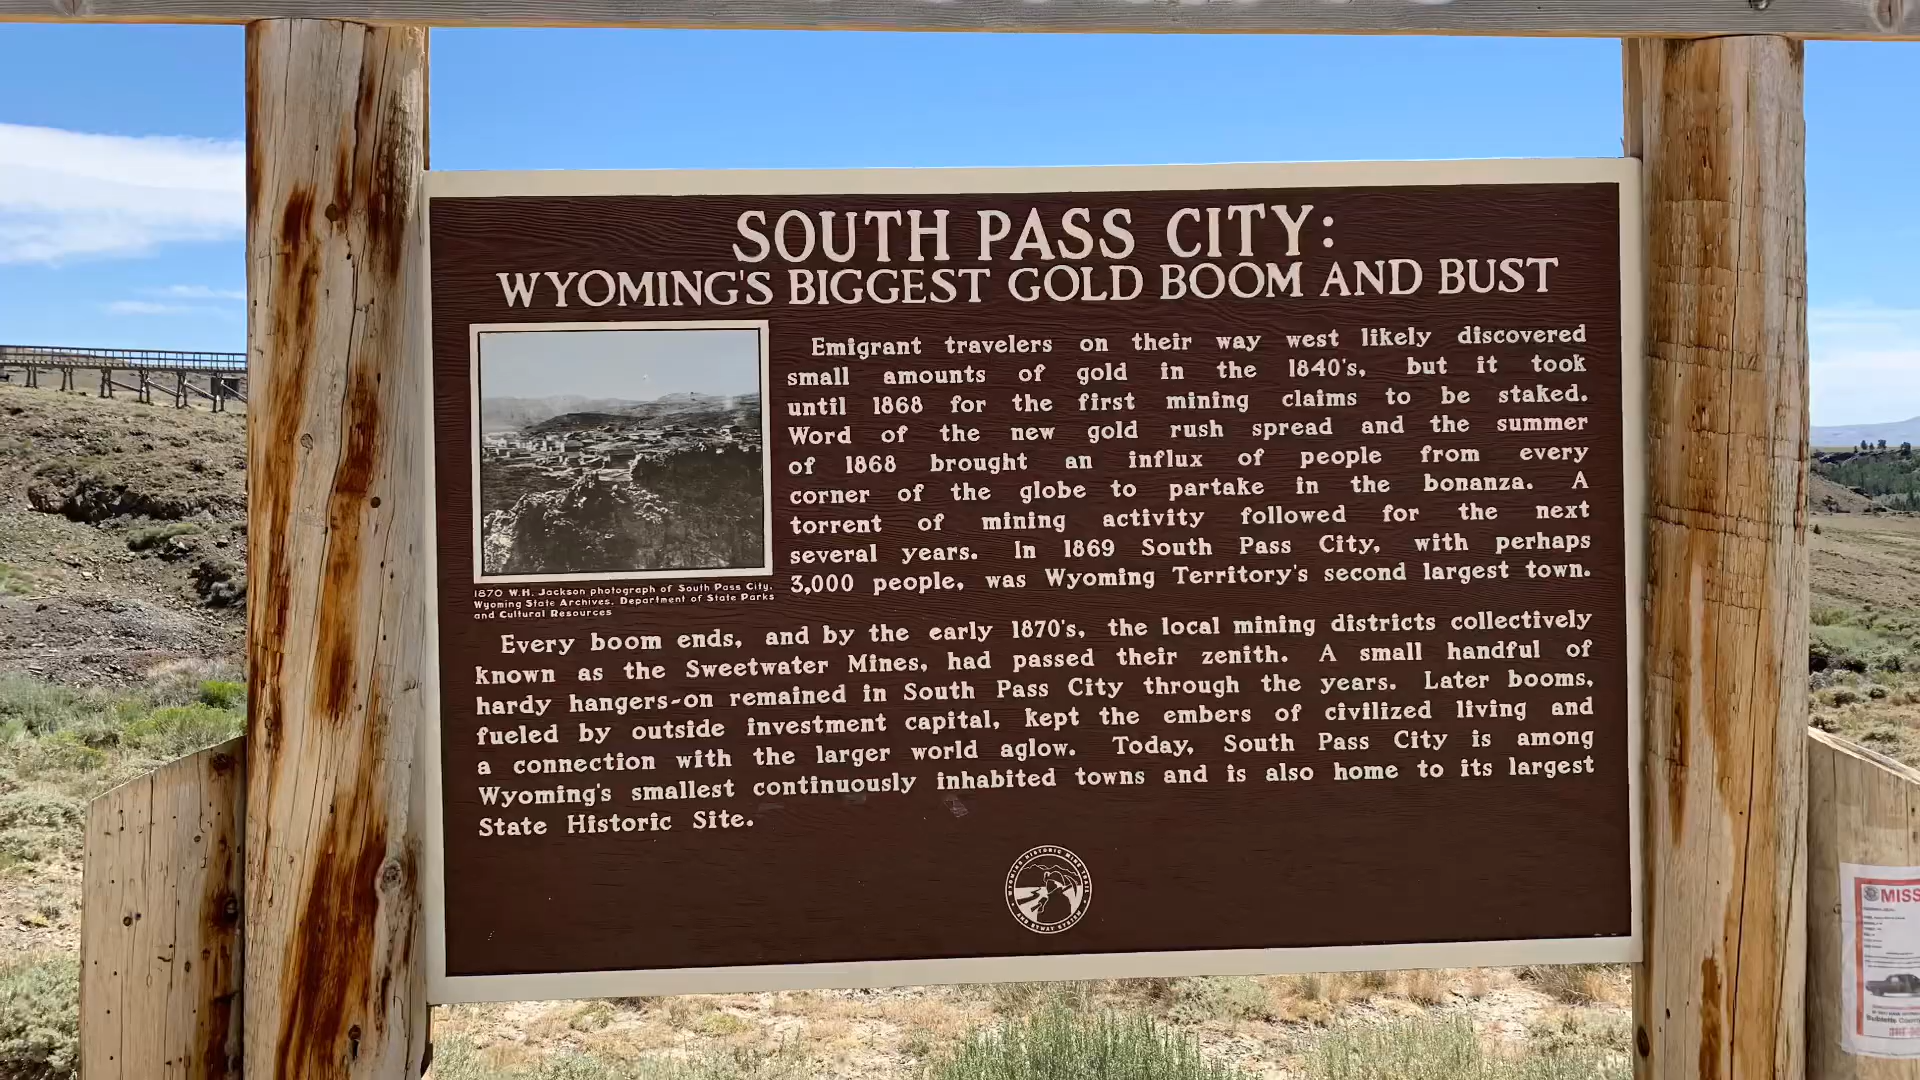 SOUTH PASS CITY:
WYOMING'S BIGGEST GOLD BOOM AND BUST
Emigrant travelers on their way west likely discovered
small amounts of gold in the 1840's, but it took
until 1868 for the first mining claims to be staked.
Word of the new gold rush spread and the summer
of 1868 brought an influx of people from every
corner of the globe to partake in the bonanza. A
torrent of mining activity followed for the next
several years. In 1869 South Pass City, with perhaps
3,000 people, was Wyoming Territory's second largest town.
1870 W.H. Jackson photograph of South Pass City,
Wyoming State Archives, Department of State Parks
and Cultural Resources
Every boom ends, and by the early 1870's, the local mining districts collectively
known as the Sweetwater Mines, had passed their zenith. A small handful of
hardy hangers-on remained in South Pass City through the years. Later booms,
fueled by outside investment capital, kept the embers of civilized living and
a connection with the larger world aglow. Today, South Pass City is among
Wyoming's smallest continuously inhabited towns and is also home to its largest
State Historic Site.
WYOMING HISTORIC MINE TRAIL
AND BYWAY SYSTEM
MISS
Sublette County